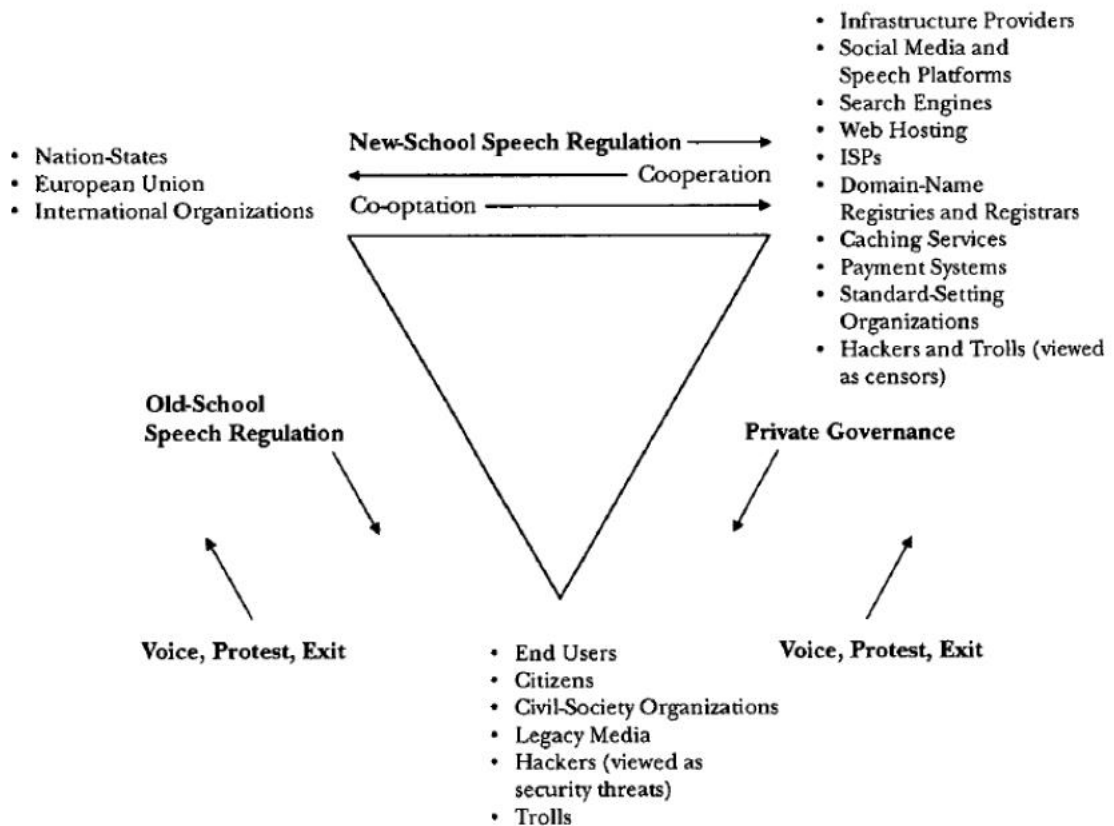 • Infrastructure Providers
• Social Media and
Speech Platforms
• Search Engines
• Web Hosting
• ISPs
• Domain-Name
Registries and Registrars
• Caching Services
• Payment Systems
• Standard-Setting
Organizations
• Hackers and Trolls (viewed
as censors)
New-School Speech Regulation
Cooperation
Co-optation
• Nation-States
• European Union
• International Organizations
Old-School
Speech Regulation
Private Governance
Voice, Protest, Exit
Voice, Protest, Exit
• End Users
• Citizens
• Civil-Society Organizations
• Legacy Media
• Hackers (viewed as
security threats)
• Trolls